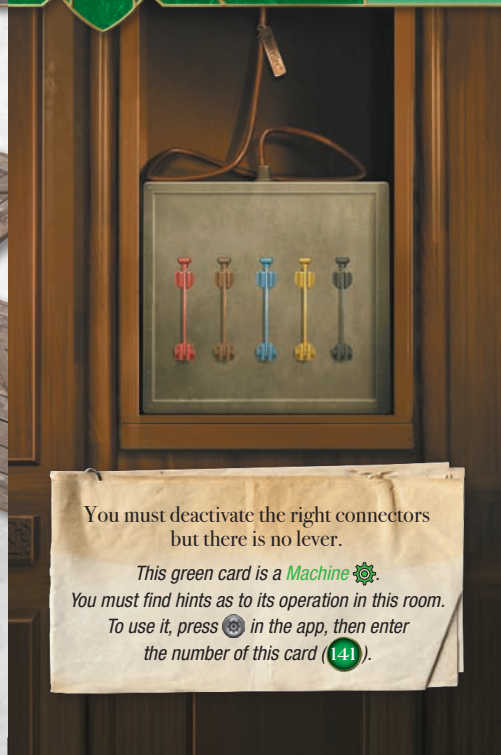 You must deactivate the right connectors
but there is no lever.
This green card is a Machine
You must find hints as to its operation in this room.
To use it, press in the app, then enter
the number of this card (141).